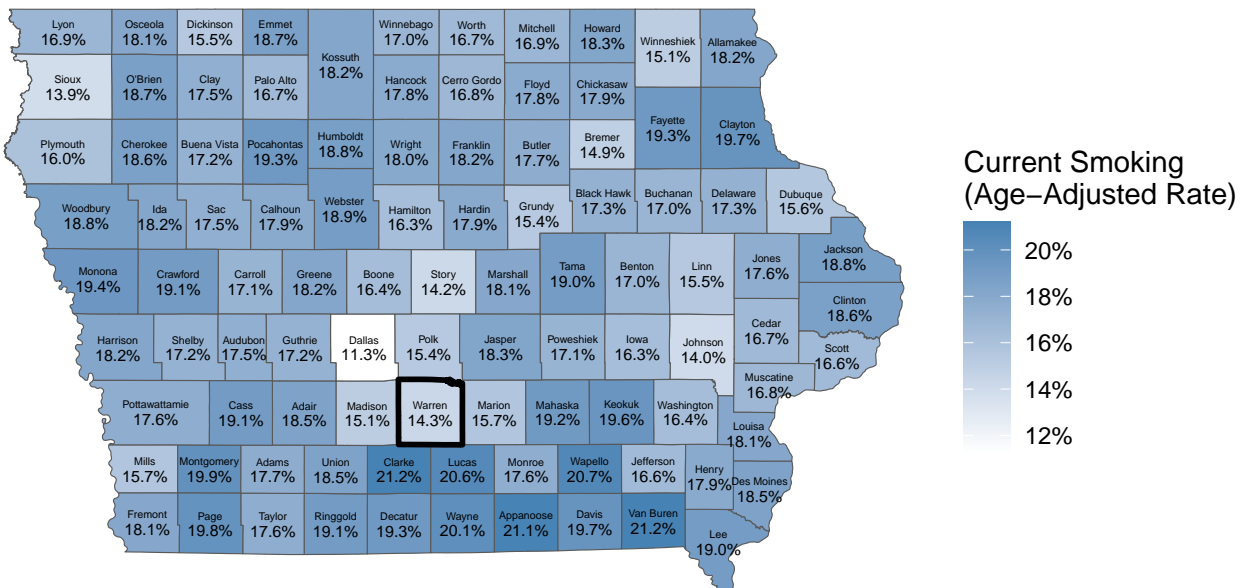 Lyon
16.9%
Osceola
18.1%
Dickinson
15.5%
Emmet
18.7%
Kossuth
18.2%
Winnebago
17.0%
Worth
16.7%
Mitchell
16.9%
Howard
18.3%
Winneshiek
15.1%
Allamakee
18.2%
Sioux
13.9%
O'Brien
18.7%
Clay
17.5%
Palo Alto
16.7%
Hancock
17.8%
Cerro Gordo
16.8%
Floyd
17.8%
Chickasaw
17.9%
Fayette
19.3%
Clayton
19.7%
Plymouth
16.0%
Cherokee
18.6%
Buena Vista
17.2%
Pocahontas
19.3%
Humboldt
18.8%
Wright
18.0%
Franklin
18.2%
Butler
17.7%
Bremer
14.9%
Woodbury
18.8%
Ida
18.2%
Sac
17.5%
Calhoun
17.9%
Webster
18.9%
Hamilton
16.3%
Hardin
17.9%
Grundy
15.4%
Black Hawk
17.3%
Buchanan
17.0%
Delaware
17.3%
Dubuque
15.6%
Monona
19.4%
Crawford
19.1%
Carroll
17.1%
Greene
18.2%
Boone
16.4%
Story
14.2%
Marshall
18.1%
Tama
19.0%
Benton
17.0%
Linn
15.5%
Jones
17.6%
Jackson
18.8%
Clinton
18.6%
Harrison
18.2%
Shelby
17.2%
Audubon
17.5%
Guthrie
17.2%
Dallas
11.3%
Polk
15.4%
Jasper
18.3%
Poweshiek
17.1%
Iowa
16.3%
Johnson
14.0%
Cedar
16.7%
Scott
16.6%
Muscatine
16.8%
Pottawattamie
17.6%
Cass
19.1%
Adair
18.5%
Madison
15.1%
Warren
14.3%
Marion
15.7%
Mahaska
19.2%
Keokuk
19.6%
Washington
16.4%
Louisa
18.1%
Mills
15.7%
Montgomery
19.9%
Adams
17.7%
Union
18.5%
Clarke
21.2%
Lucas
20.6%
Monroe
17.6%
Wapello
20.7%
Jefferson
16.6%
Henry
17.9%
Des Moines
18.5%
Fremont
18.1%
Page
19.8%
Taylor
17.6%
Ringgold
19.1%
Decatur
19.3%
Wayne
20.1%
Appanoose
21.1%
Davis
19.7%
Van Buren
21.2%
Lee
19.0%
Current Smoking
(Age−Adjusted Rate)
20%
18%
16%
14%
12%